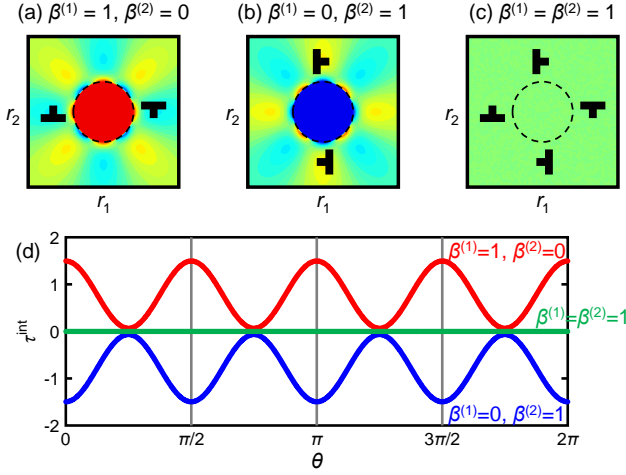 (a) β⁽¹⁾ = 1, β⁽²⁾ = 0
(b) β⁽¹⁾ = 0, β⁽²⁾ = 1
(c) β⁽¹⁾ = β⁽²⁾ = 1
r₂
r₂
r₂
r₁
r₁
r₁
(d)
2
1
0
-1
-2
τⁱⁿᵗ
β⁽¹⁾=1, β⁽²⁾=0
β⁽¹⁾=β⁽²⁾=1
β⁽¹⁾=0, β⁽²⁾=1
0
π/2
π
3π/2
2π
θ